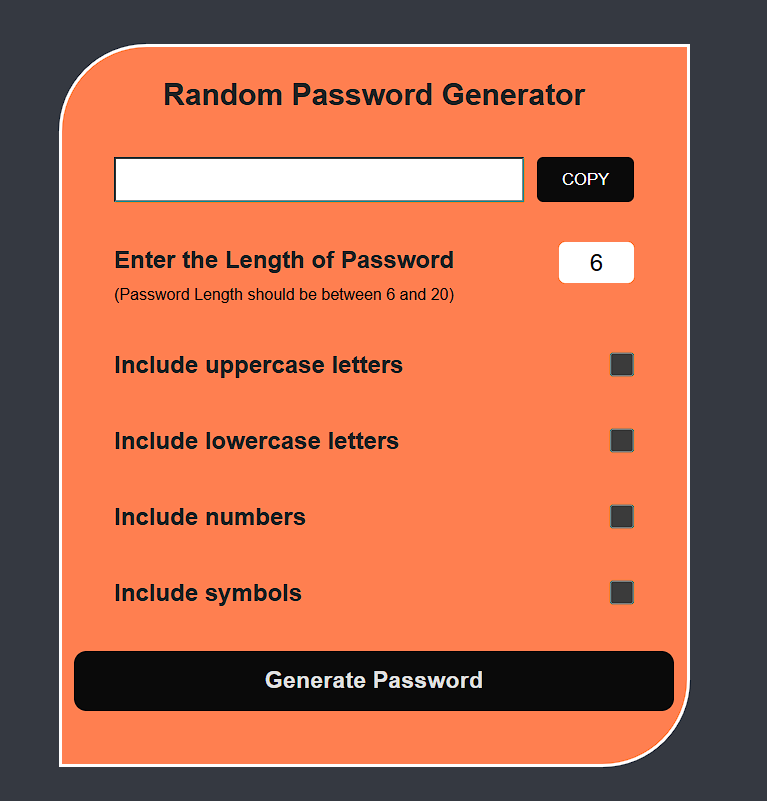 Random Password Generator
COPY
Enter the Length of Password
6
(Password Length should be between 6 and 20)
Include uppercase letters
Include lowercase letters
Include numbers
Include symbols
Generate Password